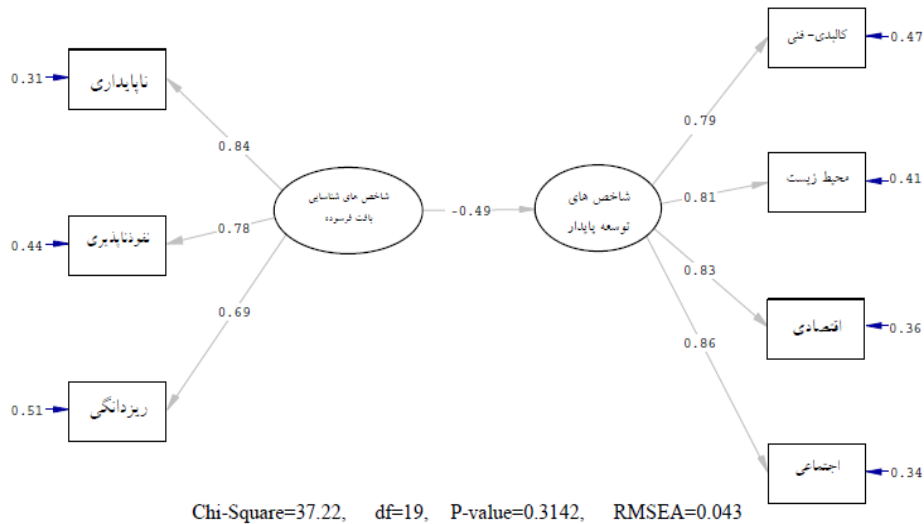 کالبدی- فنی
0.47
ناپایداری
0.31
0.79
0.84
محیط زیست
0.41
0.81
شاخص های شناسایی
بافت فرسوده
-0.49
شاخص های
توسعه پایدار
نفوذناپذیری
0.44
0.78
0.83
0.69
اقتصادی
0.36
0.86
ریزدانگی
0.51
اجتماعی
0.34
Chi-Square=37.22, df=19, P-value=0.3142, RMSEA=0.043